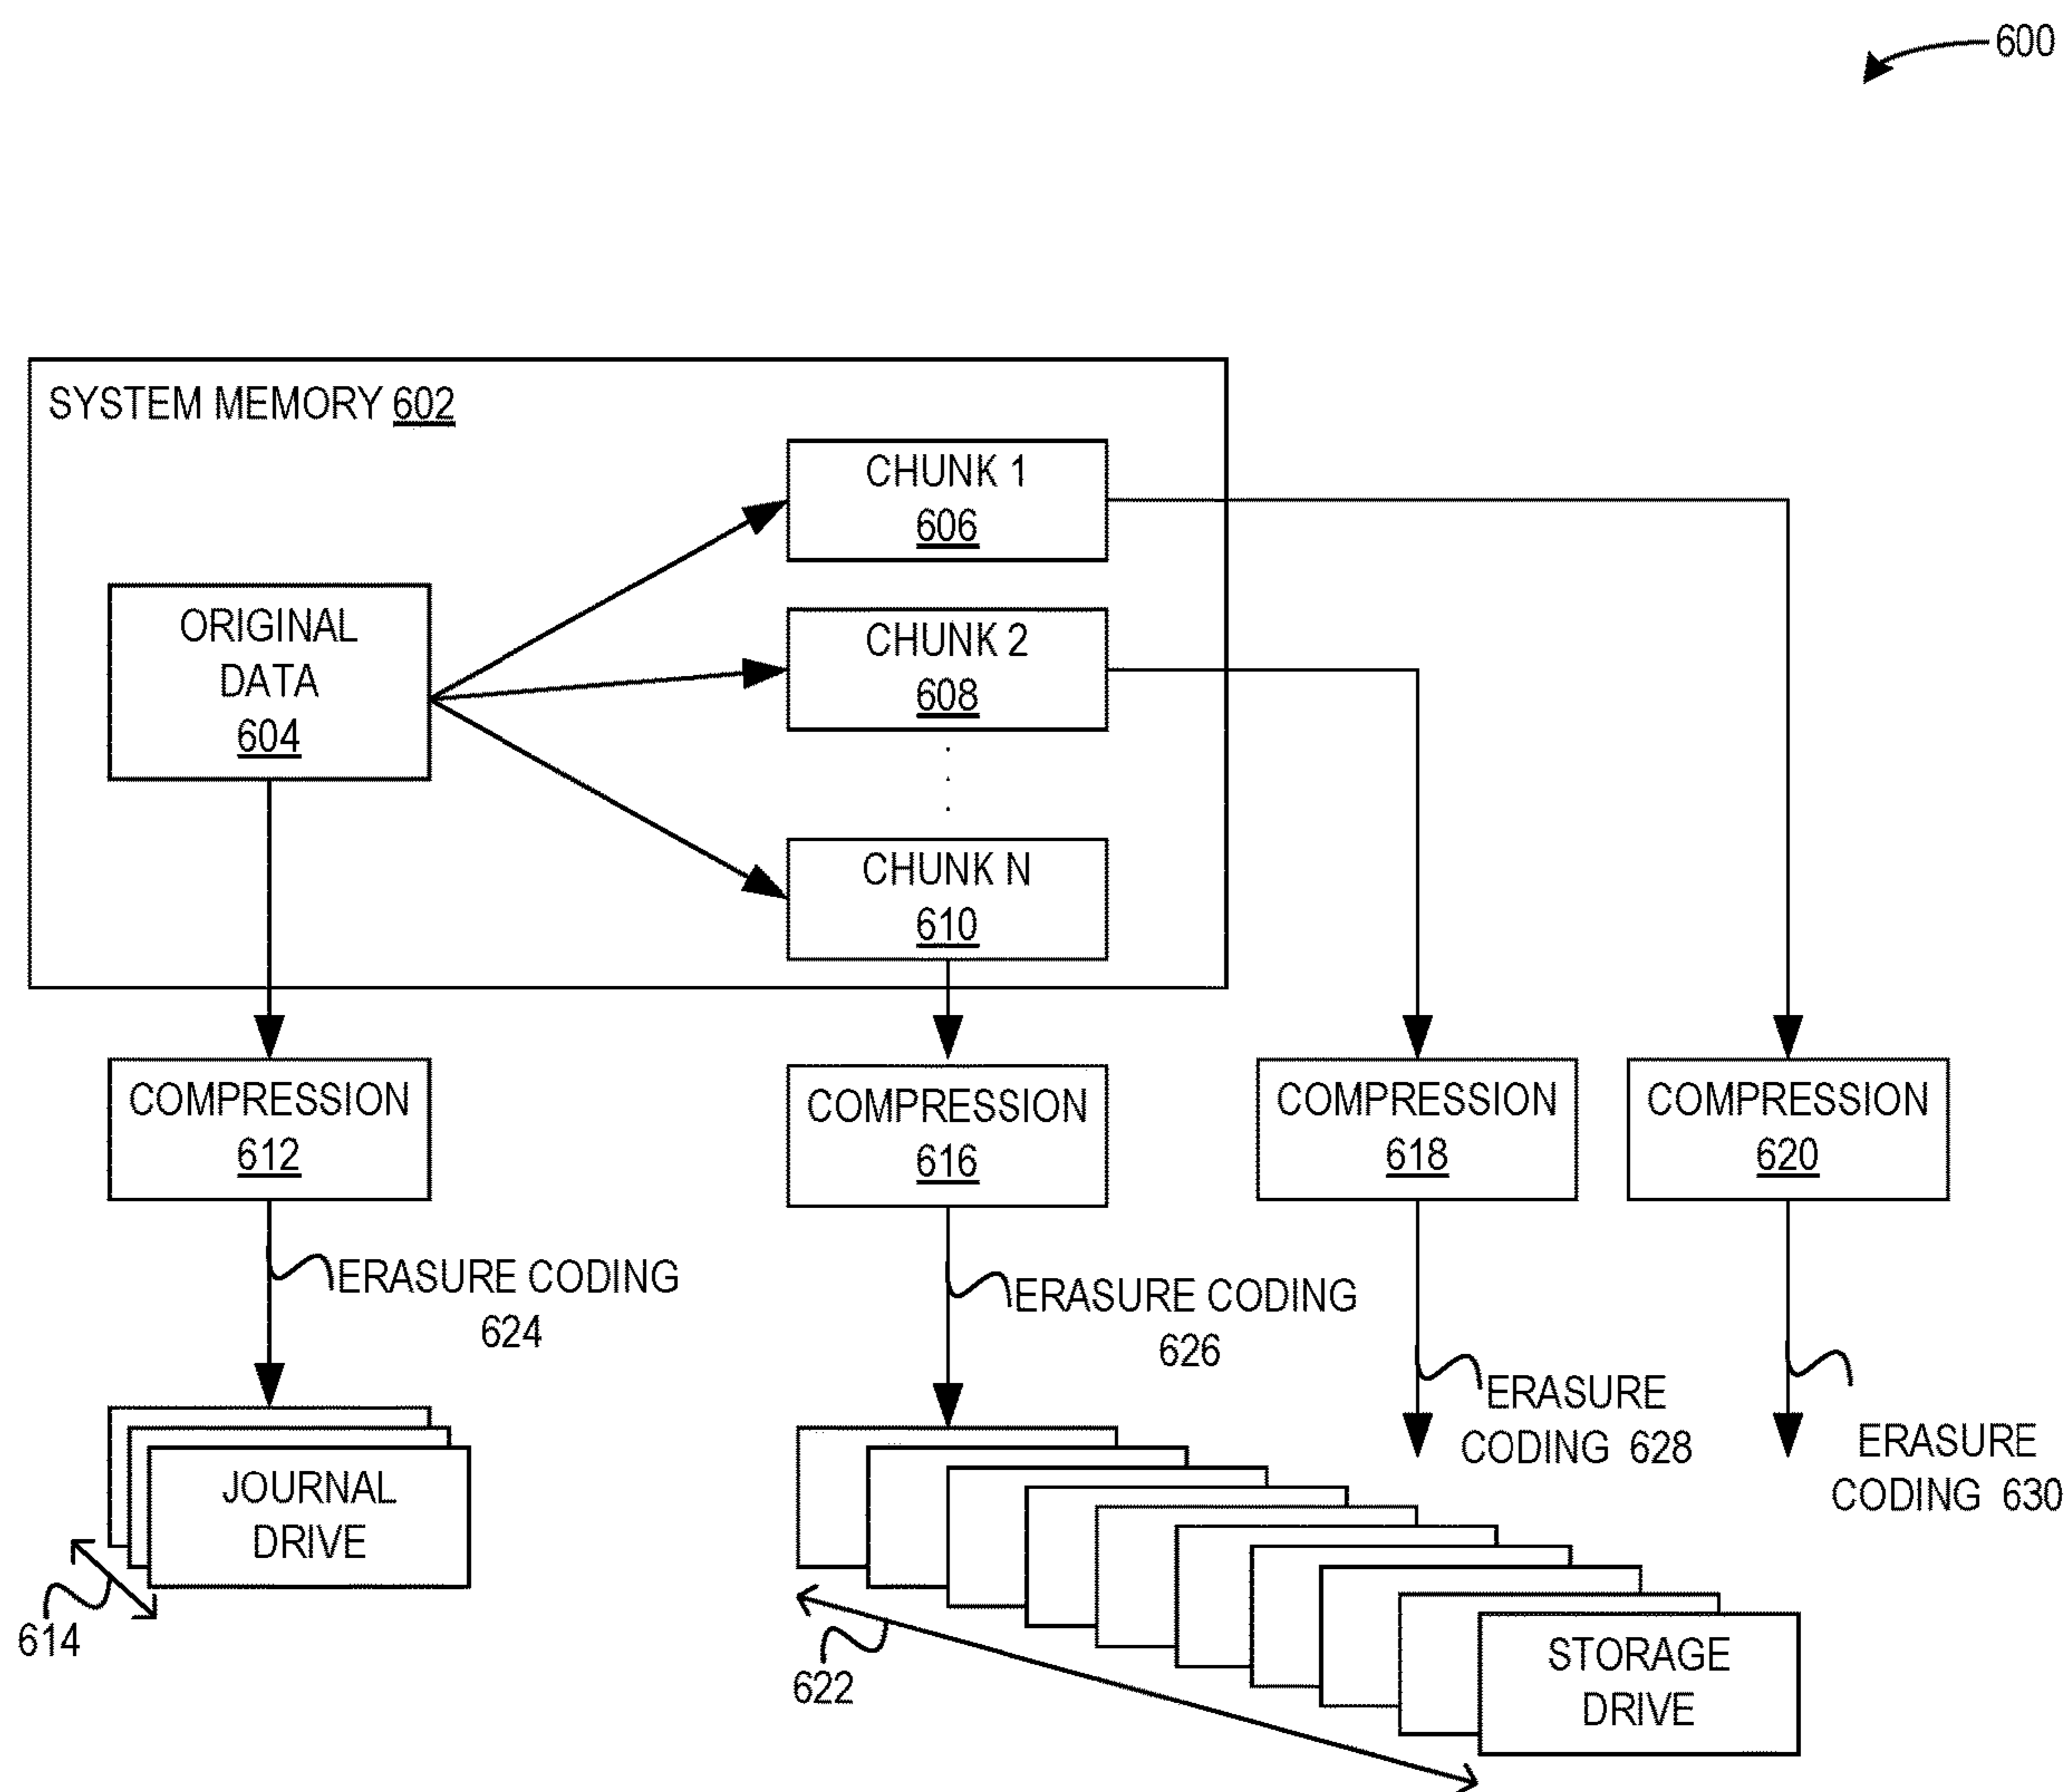 600
SYSTEM MEMORY 602
CHUNK 1
606
ORIGINAL
DATA
604
CHUNK 2
608
CHUNK N
610
COMPRESSION
612
COMPRESSION
616
COMPRESSION
618
COMPRESSION
620
ERASURE CODING
624
ERASURE CODING
626
ERASURE
CODING 628
ERASURE
CODING 630
JOURNAL
DRIVE
614
622
STORAGE
DRIVE